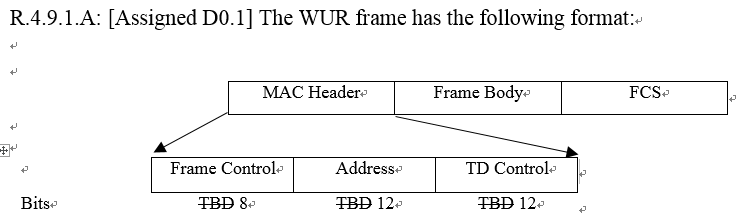 R.4.9.1.A: [Assigned D0.1] The WUR frame has the following format:
MAC Header Frame Body FCS
Frame Control Address TD Control
Bits TBD 8 TBD 12 TBD 12